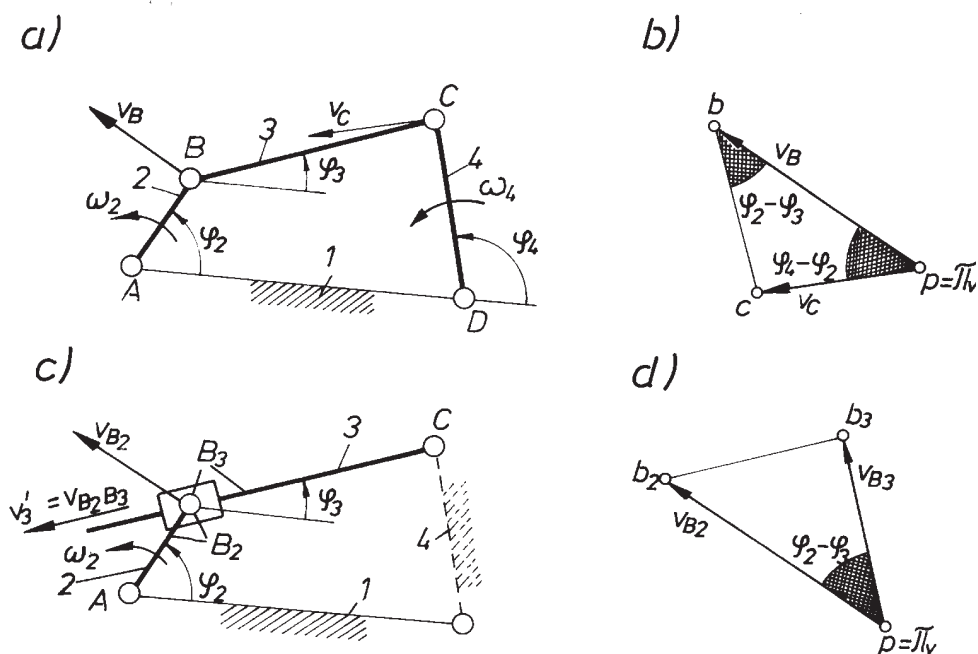 a)
v_B
B
3
v_C
C
2
φ₃
4
ω₂
φ₂
1
ω₄
φ₄
A
D
b)
b
v_B
φ₂-φ₃
φ₄-φ₂
c
v_C
p=π_v
c)
v_B2
B₃
3
C
v₃' = v_B2B3
φ₃
ω₂
B₂
4
2
A
φ₂
1
d)
b₃
b₂
v_B3
v_B2
φ₂-φ₃
p=π_v